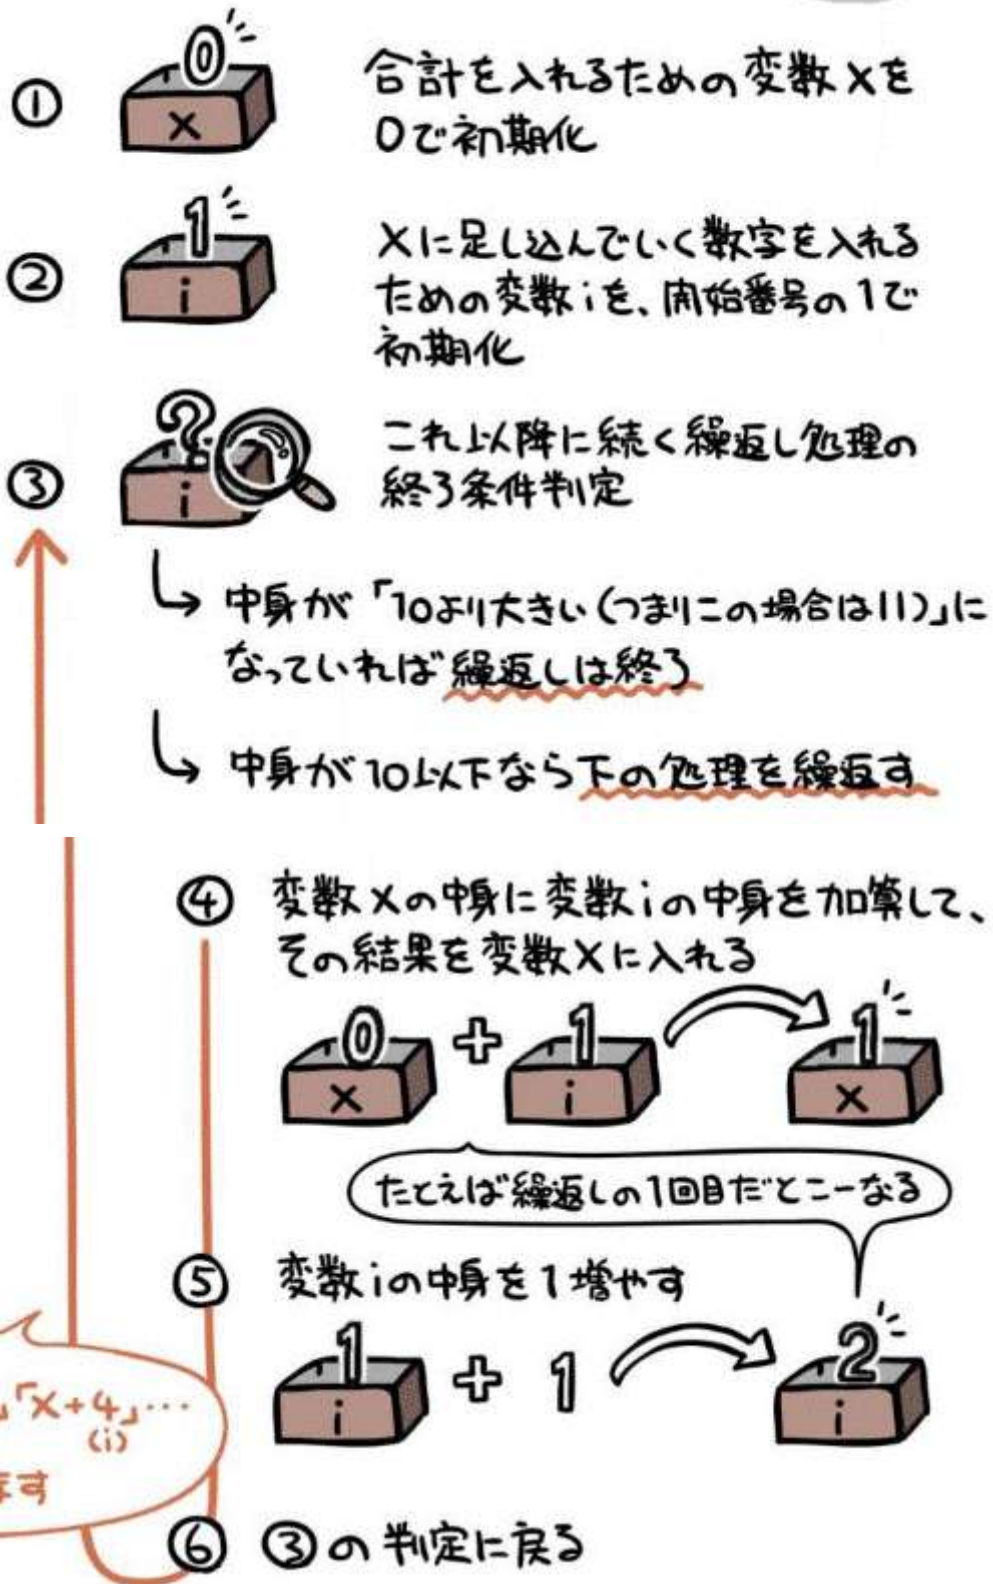 ① 0 x 合計を入れるための変数xを
0で初期化
② 1 i xに足し込んでいく数字を入れる
ための変数iを、開始番号の1で
初期化
③ ? i これ以降に続く繰返し処理の
終了条件判定
中身が「10より大きい(つまりこの場合は11)」に
なっていれば繰返しは終了
中身が10以下なら下の処理を繰返す
④ 変数xの中身に変数iの中身を加算して、
その結果を変数xに入れる
0 + 1 1
x i x
たとえば繰返しの1回目だとこーなる
⑤ 変数iの中身を1増やす
1 + 1 2
i i
」「x+4」…
(i)
ます
⑥ ③の判定に戻る